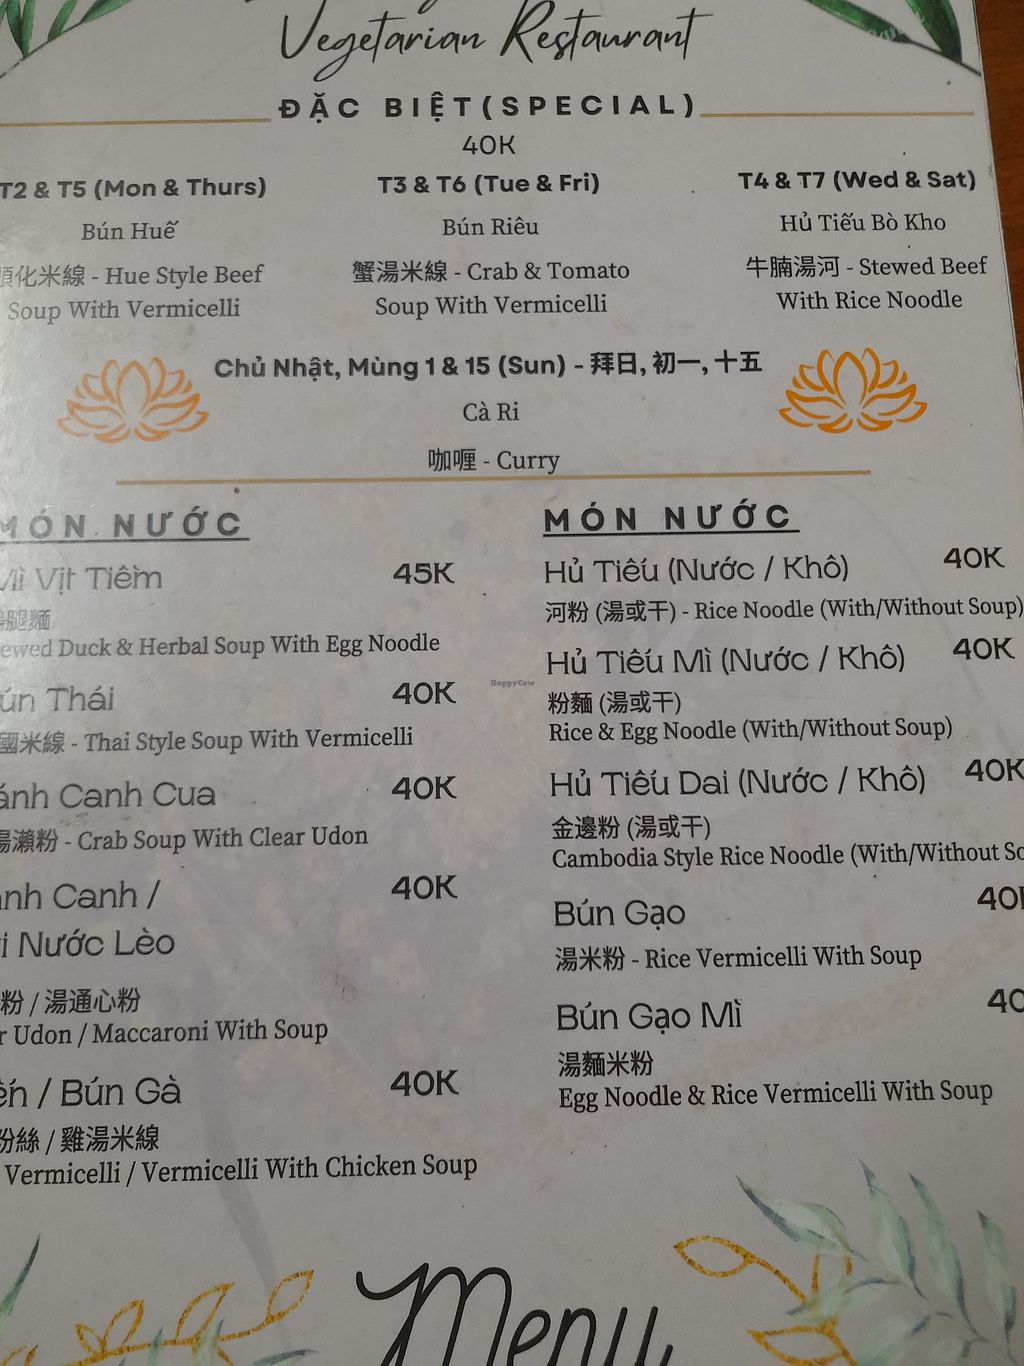 Vegetarian Restaurant
ĐẶC BIỆT(SPECIAL)
40K
T2 & T5 (Mon & Thurs)
Bún Huế
順化米線 - Hue Style Beef
Soup With Vermicelli
T3 & T6 (Tue & Fri)
Bún Riêu
蟹湯米線 - Crab & Tomato
Soup With Vermicelli
T4 & T7 (Wed & Sat)
Hủ Tiếu Bò Kho
牛腩湯河 - Stewed Beef
With Rice Noodle
Chủ Nhật, Mùng 1 & 15 (Sun) - 拜日, 初一, 十五
Cà Ri
咖喱 - Curry
MÓN NƯỚC
Mì Vịt Tiềm 45K
腿麵
ewed Duck & Herbal Soup With Egg Noodle
ún Thái 40K
國米線 - Thai Style Soup With Vermicelli
ánh Canh Cua 40K
湯瀨粉 - Crab Soup With Clear Udon
ánh Canh / 40K
i Nước Lèo
粉 / 湯通心粉
r Udon / Maccaroni With Soup
ến / Bún Gà 40K
粉絲 / 雞湯米線
Vermicelli / Vermicelli With Chicken Soup
MÓN NƯỚC
Hủ Tiếu (Nước / Khô) 40K
河粉 (湯或干) - Rice Noodle (With/Without Soup)
Hủ Tiếu Mì (Nước / Khô) 40K
粉麵 (湯或干)
Rice & Egg Noodle (With/Without Soup)
Hủ Tiếu Dai (Nước / Khô) 40K
金邊粉 (湯或干)
Cambodia Style Rice Noodle (With/Without So
Bún Gạo 40K
湯米粉 - Rice Vermicelli With Soup
Bún Gạo Mì 40
湯麵米粉
Egg Noodle & Rice Vermicelli With Soup
Menu
HappyCow